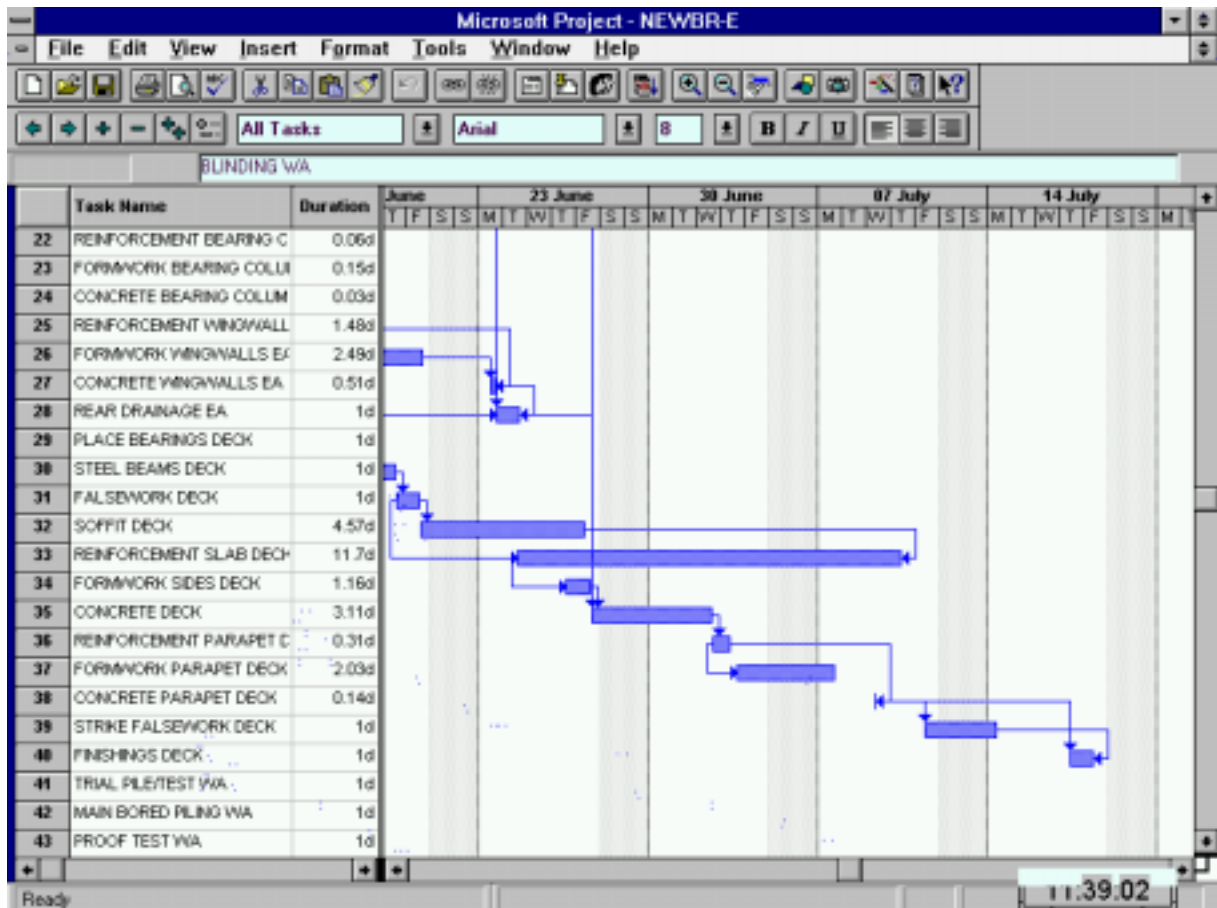 Microsoft Project - NEWBR-E
File Edit View Insert Format Tools Window Help
All Tasks Arial 8 B I U
BLINDING WA
Task Name Duration June 23 June 30 June 07 July 14 July
T F S S M T W T F S S M T W T F S S M T W T F S S M T W T F S S M T
22 REINFORCEMENT BEARING C 0.06d
23 FORMWORK BEARING COLUI 0.15d
24 CONCRETE BEARING COLUM 0.03d
25 REINFORCEMENT WINGWALL 1.48d
26 FORMWORK WINGWALLS EA 2.49d
27 CONCRETE WINGWALLS EA 0.51d
28 REAR DRAINAGE EA 1d
29 PLACE BEARINGS DECK 1d
30 STEEL BEAMS DECK 1d
31 FALSEWORK DECK 1d
32 SOFFIT DECK 4.57d
33 REINFORCEMENT SLAB DECK 11.7d
34 FORMWORK SIDES DECK 1.16d
35 CONCRETE DECK 3.11d
36 REINFORCEMENT PARAPET D 0.31d
37 FORMWORK PARAPET DECK 2.03d
38 CONCRETE PARAPET DECK 0.14d
39 STRIKE FALSEWORK DECK 1d
40 FINISHINGS DECK 1d
41 TRIAL PILE/TEST WA 1d
42 MAIN BORED PILING WA 1d
43 PROOF TEST WA 1d
Ready 11:39:02